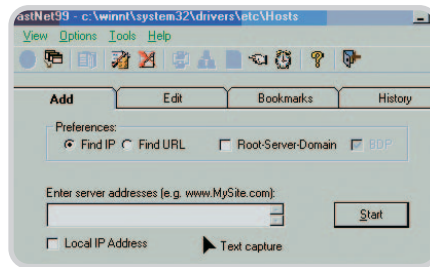 astNet99 - c:\winnt\system32\drivers\etc\Hosts
View Options Tools Help
Add Edit Bookmarks History
Preferences:
Find IP Find URL Root-Server-Domain BDP
Enter server addresses (e.g. www.MySite.com):
Start
Local IP Address Text capture